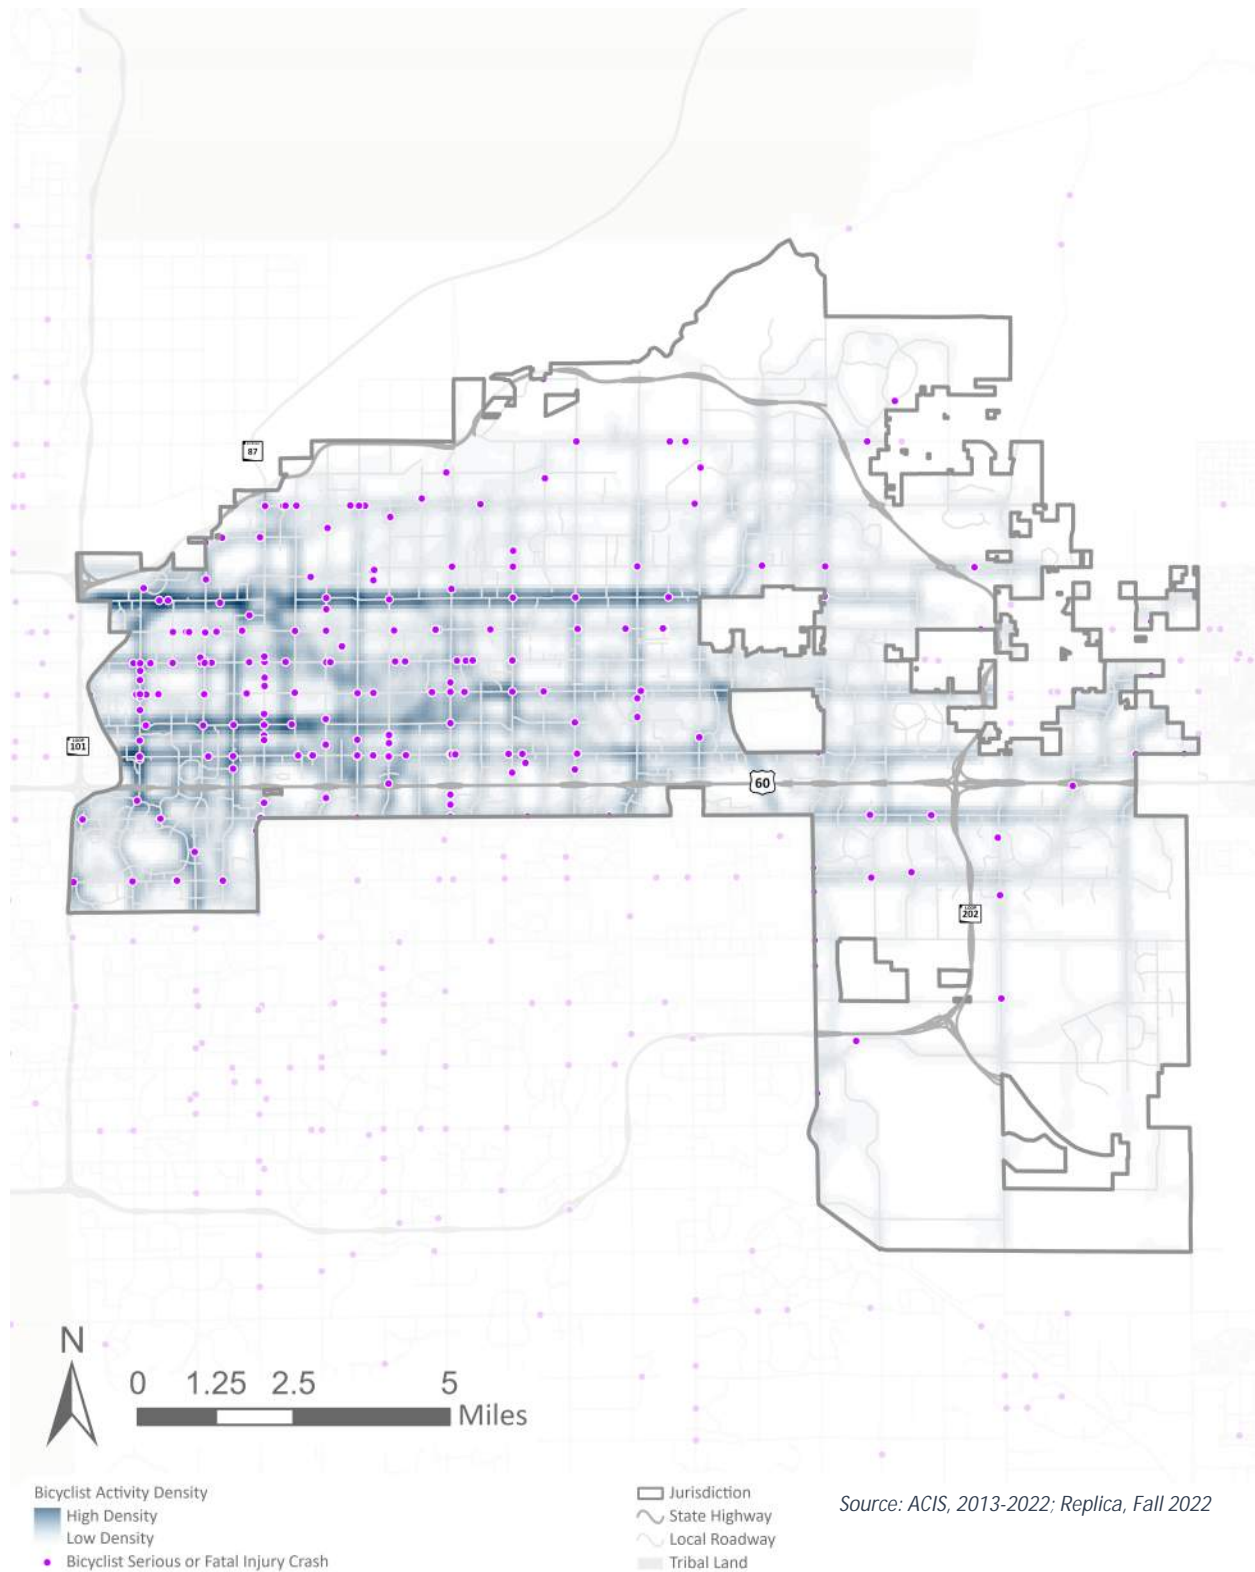 87
LOOP
101
60
LOOP
202
N
0 1.25 2.5 5
Miles
Bicyclist Activity Density
High Density
Low Density
Bicyclist Serious or Fatal Injury Crash
Jurisdiction
State Highway
Local Roadway
Tribal Land
Source: ACIS, 2013-2022; Replica, Fall 2022